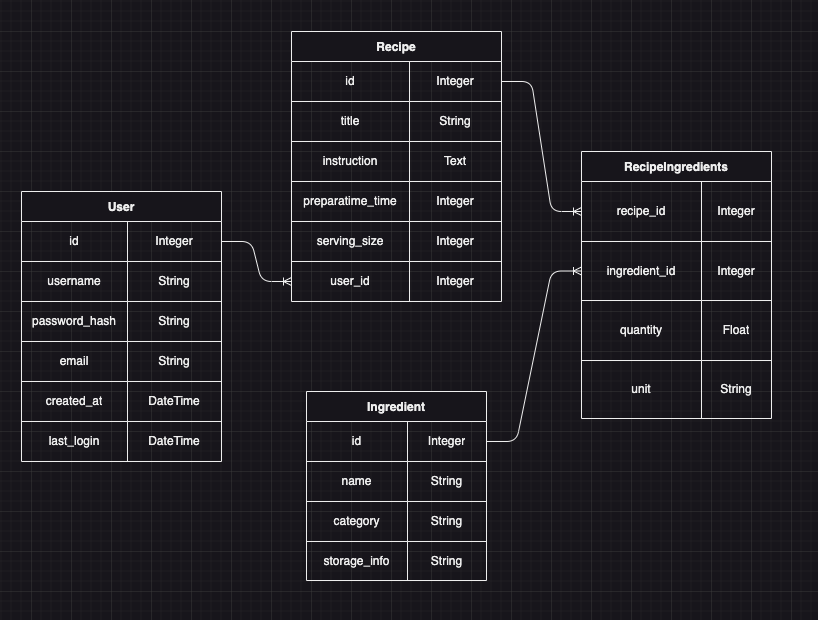 Recipe
id Integer
title String
instruction Text
preparatime_time Integer
serving_size Integer
user_id Integer
RecipeIngredients
recipe_id Integer
ingredient_id Integer
quantity Float
unit String
User
id Integer
username String
password_hash String
email String
created_at DateTime
last_login DateTime
Ingredient
id Integer
name String
category String
storage_info String